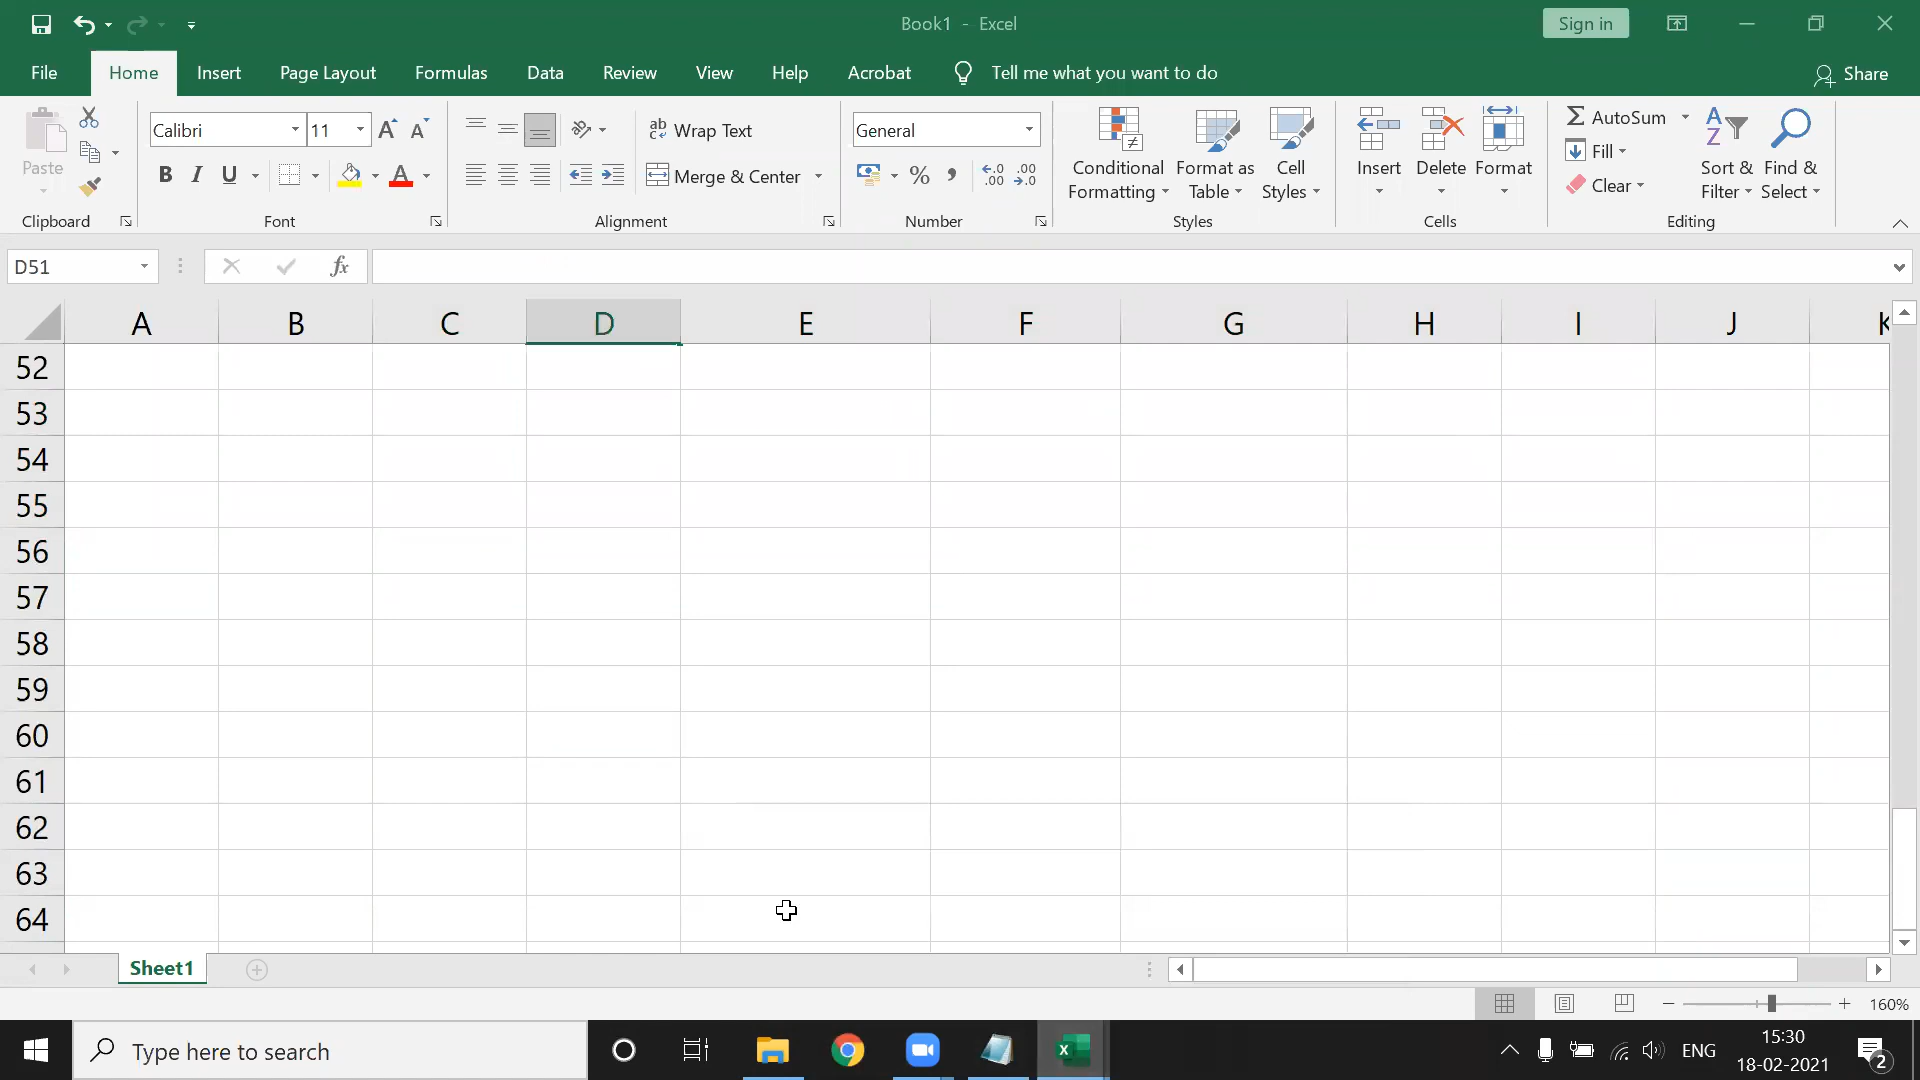 Book1 - Excel
Sign in
File Home Insert Page Layout Formulas Data Review View Help Acrobat Tell me what you want to do Share
Paste
Calibri 11
B I U A
ab Wrap Text
Merge & Center
General
% ,
Conditional Formatting
Format as Table
Cell Styles
Insert
Delete
Format
AutoSum
Fill
Clear
Sort & Filter
Find & Select
Clipboard Font Alignment Number Styles Cells Editing
D51 fx
A B C D E F G H I J K
52
53
54
55
56
57
58
59
60
61
62
63
64
Sheet1
160%
Type here to search
ENG
15:30
18-02-2021
2